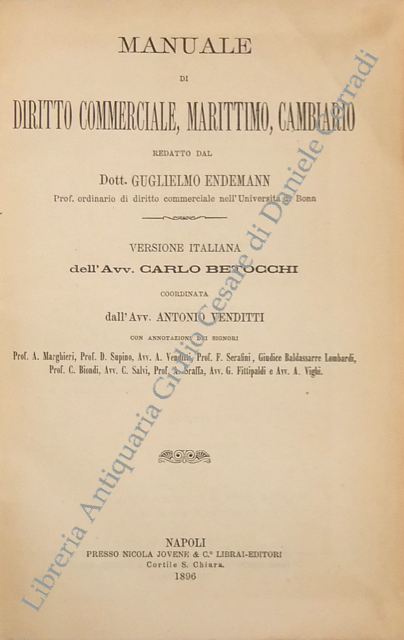 MANUALE
DI
DIRITTO COMMERCIALE, MARITTIMO, CAMBIARIO
REDATTO DAL
Dott. GUGLIELMO ENDEMANN
Prof. ordinario di diritto commerciale nell'Università di Bonn
VERSIONE ITALIANA
dell'Avv. CARLO BETOCCHI
COORDINATA
dall'Avv. ANTONIO VENDITTI
CON ANNOTAZIONI DEI SIGNORI
Prof. A. Marghieri, Prof. D. Supino, Avv. A. Venditti, Prof. F. Serafini, Giudice Baldassarre Lombardi,
Prof. C. Biondi, Avv. C. Salvi, Prof. Sraffa, Avv. G. Fittipaldi e Avv. A. Vighi.
NAPOLI
PRESSO NICOLA JOVENE & C.º LIBRAI-EDITORI
Cortile S. Chiara.
1896
Libreria Antiquaria Giulio Cesare di Daniele Corradi